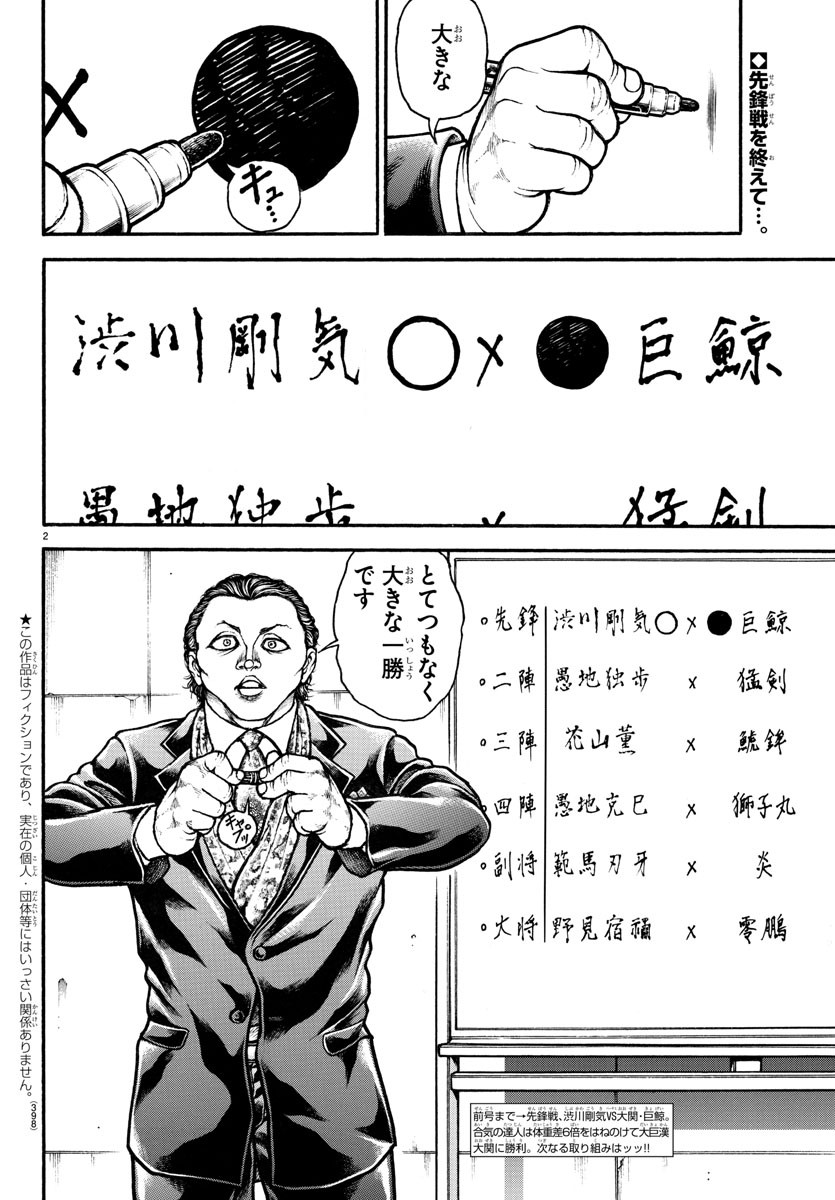 ◆先鋒戦を終えて…。
大きな
キュ…
×
渋川剛気 ○ × ● 巨鯨
愚地独歩 × 猛剣
とてつもなく
大きな一勝
です
キャプッ
○先鋒 渋川剛気 ○ × ● 巨鯨
○二陣 愚地独歩 × 猛剣
○三陣 花山薫 × 鯱鉾
○四陣 愚地克巳 × 獅子丸
○副将 範馬刃牙 × 炎
○大将 野見宿禰 × 零鵬
前号まで→先鋒戦、渋川剛気VS大関・巨鯨。
合気の達人は体重差6倍をはねのけて大巨漢
大関に勝利。次なる取り組みはッッ!!
2
★この作品はフィクションであり、実在の個人・団体等にはいっさい関係ありません。
(398)